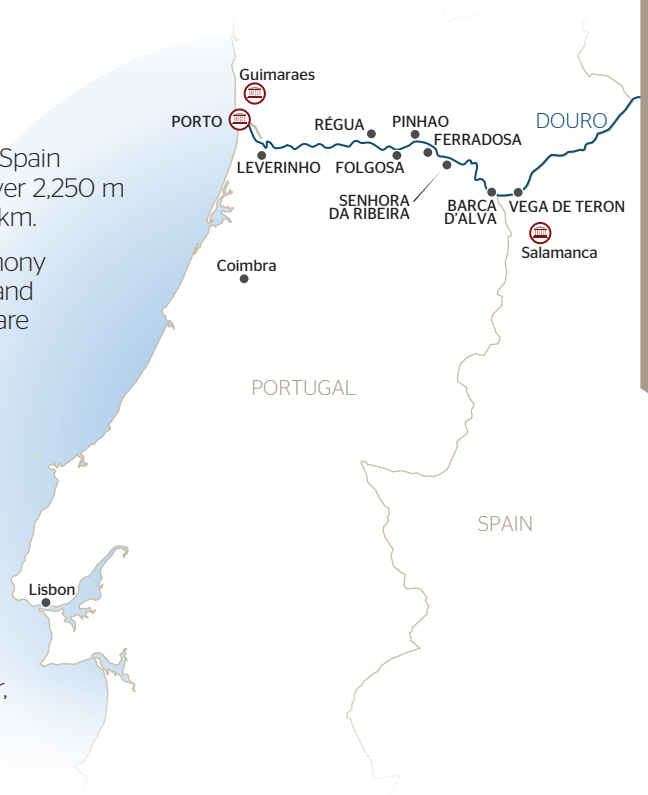 Guimaraes
PORTO
RÉGUA
PINHAO
DOURO
FERRADOSA
LEVERINHO
FOLGOSA
SENHORA
DA RIBEIRA
BARCA
D'ALVA
VEGA DE TERON
Salamanca
Spain
ver 2,250 m
km.
Coimbra
and
are
PORTUGAL
SPAIN
Lisbon